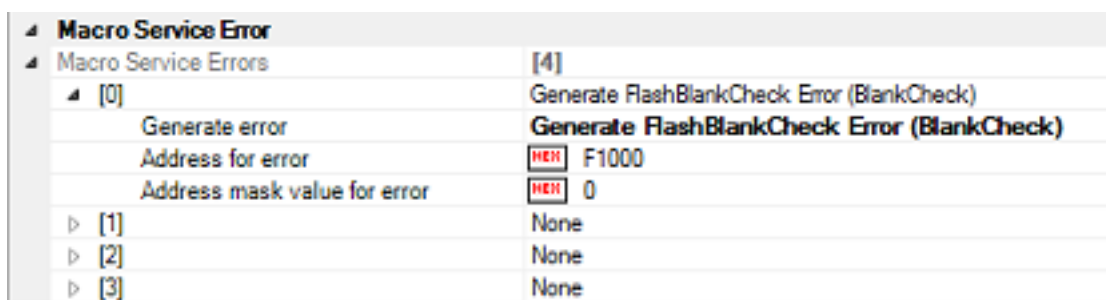 Macro Service Error
Macro Service Errors [4]
[0] Generate FlashBlankCheck Error (BlankCheck)
Generate error Generate FlashBlankCheck Error (BlankCheck)
Address for error HEX F1000
Address mask value for error HEX 0
[1] None
[2] None
[3] None